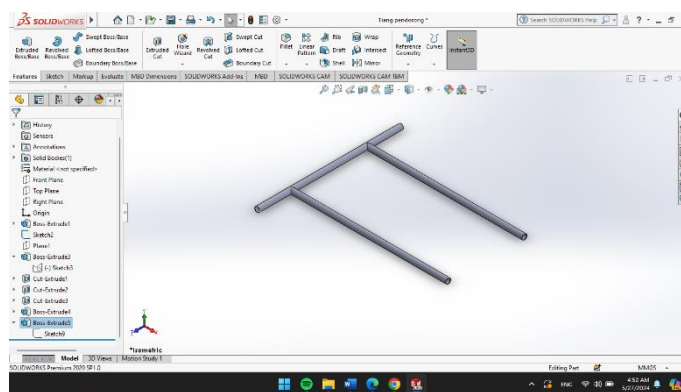 SOLIDWORKS
Tiang pendorong *
Search SOLIDWORKS Help
Extruded Boss/Base
Revolved Boss/Base
Swept Boss/Base
Lofted Boss/Base
Boundary Boss/Base
Extruded Cut
Hole Wizard
Revolved Cut
Swept Cut
Lofted Cut
Boundary Cut
Fillet
Linear Pattern
Rib
Draft
Shell
Wrap
Intersect
Mirror
Reference Geometry
Curves
Instant3D
Features
Sketch
Markup
Evaluate
MBD Dimensions
SOLIDWORKS Add-Ins
MBD
SOLIDWORKS CAM
SOLIDWORKS CAM TBM
History
Sensors
Annotations
Solid Bodies(1)
Material <not specified>
Front Plane
Top Plane
Right Plane
Origin
Boss-Extrude1
Sketch2
Plane1
(-) Sketch3
Cut-Extrude1
Cut-Extrude2
Cut-Extrude3
Boss-Extrude4
Boss-Extrude5
Sketch9
*Isometric
Model
3D Views
Motion Study 1
SOLIDWORKS Premium 2020 SP1.0
Editing Part
MMGS
ENG
4:52 AM
5/27/2024